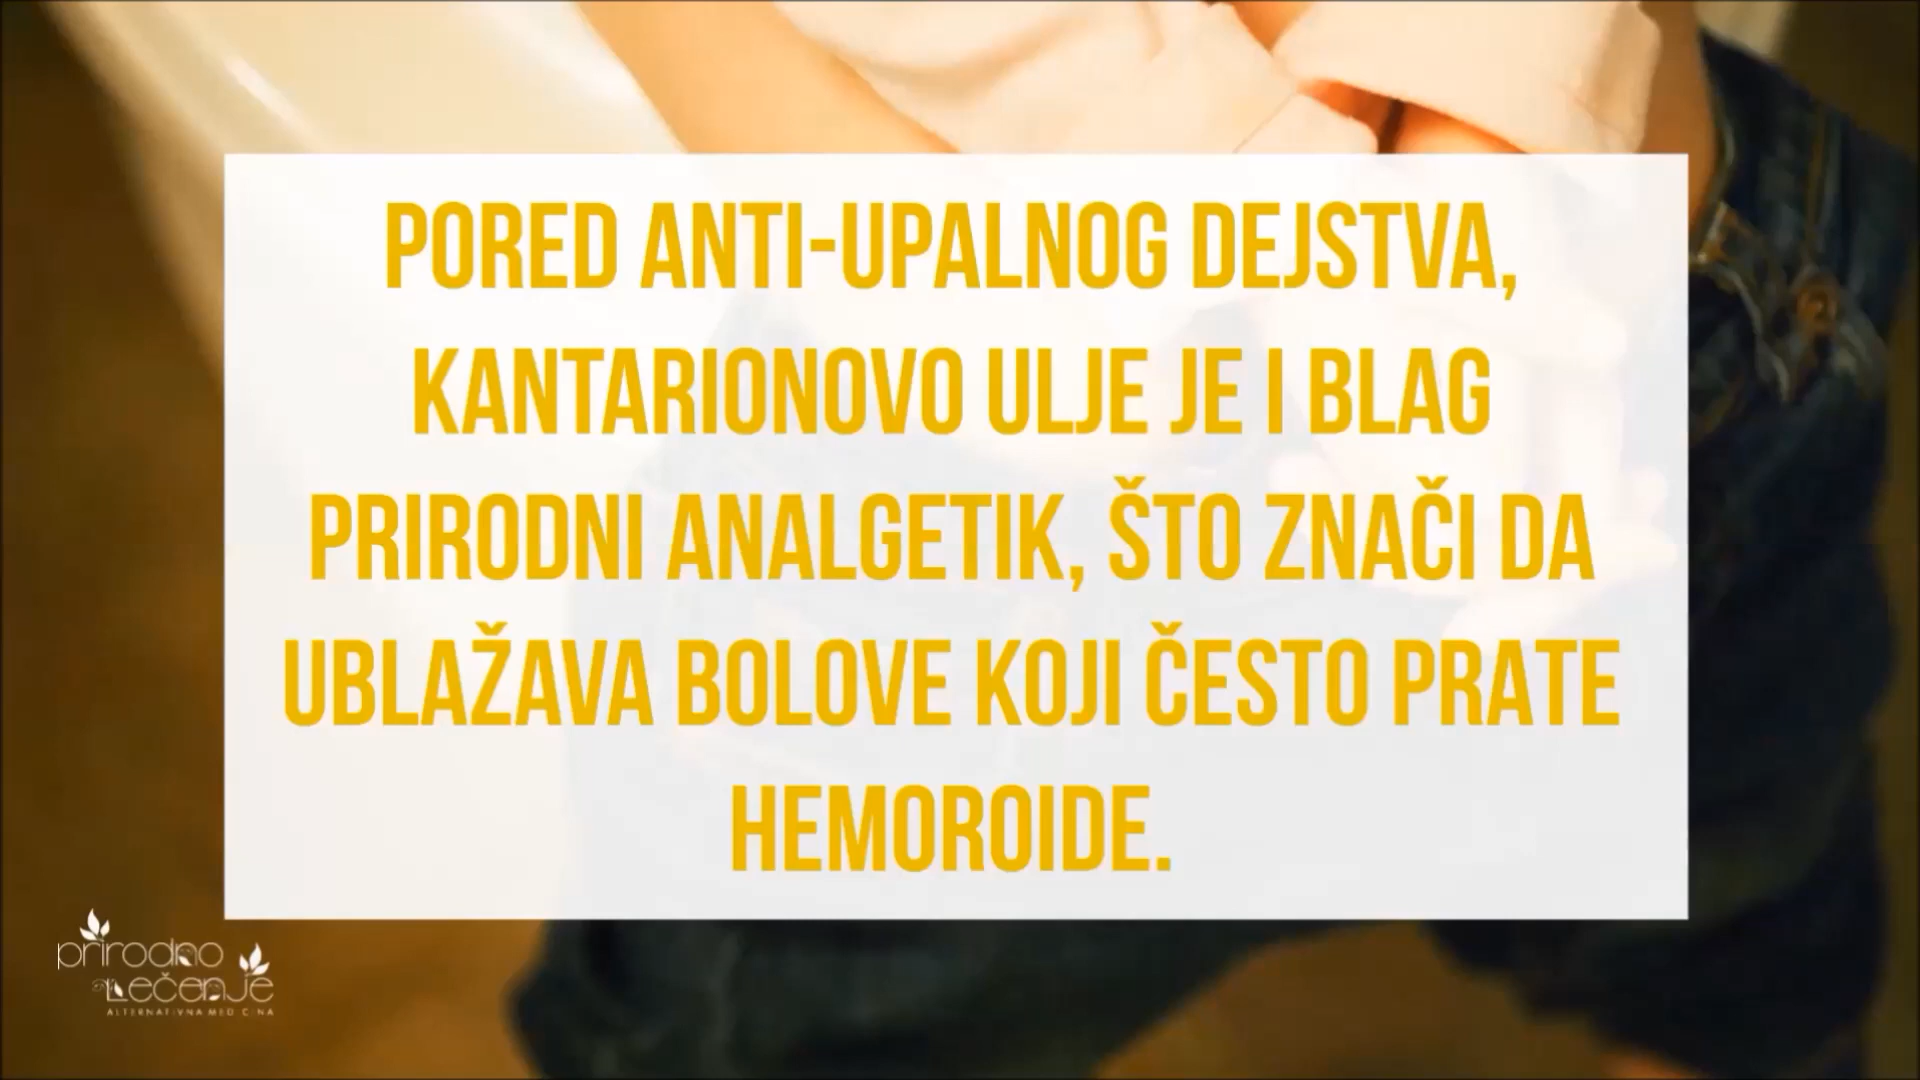 PORED ANTI-UPALNOG DEJSTVA,
KANTARIONOVO ULJE JE I BLAG
PRIRODNI ANALGETIK, ŠTO ZNAČI DA
UBLAŽAVA BOLOVE KOJI ČESTO PRATE
HEMOROIDE.
prirodno
Lečenje
ALTERNATIVNA MEDICINA